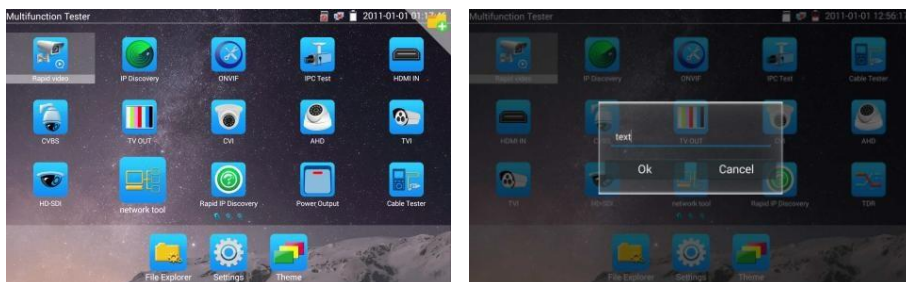 Multifunction Tester
2011-01-01 01:17
Rapid video
IP Discovery
ONVIF
IPC Test
HDMI IN
CVBS
TV OUT
CVI
AHD
TVI
HD-SDI
network tool
Rapid IP Discovery
Power Output
Cable Tester
File Explorer
Settings
Theme
Multifunction Tester
2011-01-01 12:56:17
Rapid video
IP Discovery
ONVIF
IPC Test
Cable Tester
HDMI IN
TV OUT
AHD
text
Ok
Cancel
TVI
HD-SDI
network tool
Rapid IP Discovery
TDR
File Explorer
Settings
Theme